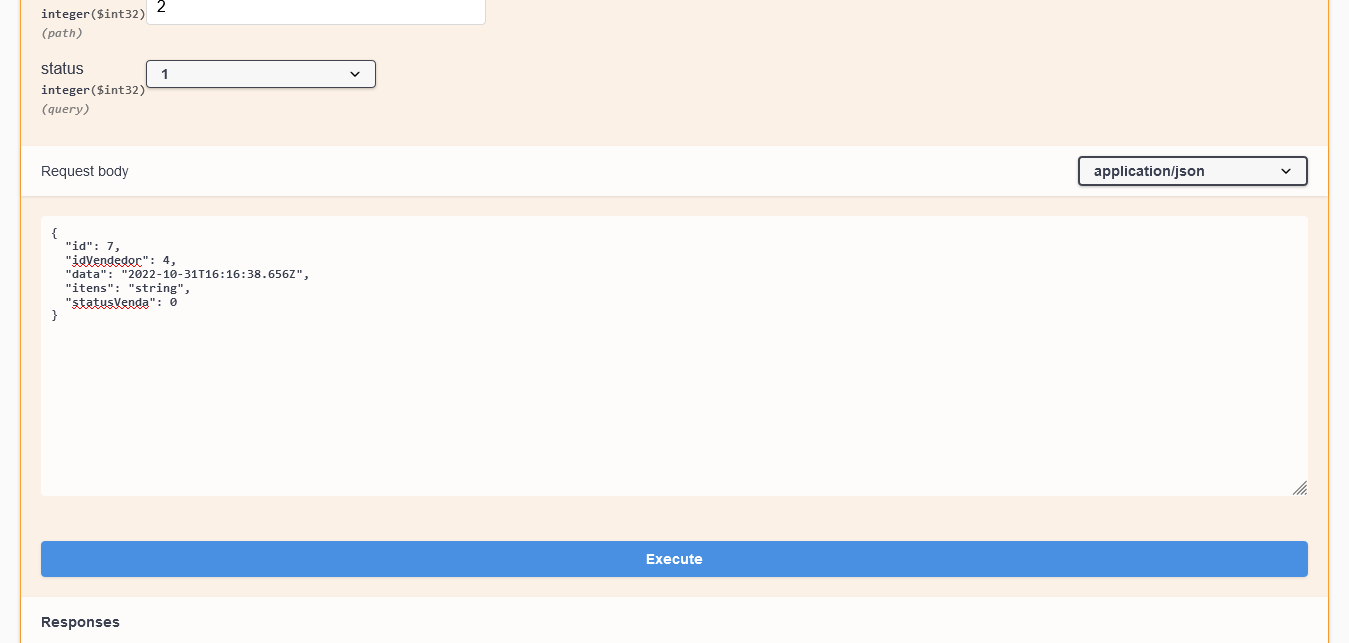 integer($int32)
2
(path)
status
1
integer($int32)
(query)
Request body
application/json
{
  "id": 7,
  "idVendedor": 4,
  "data": "2022-10-31T16:16:38.656Z",
  "itens": "string",
  "statusVenda": 0
}
Execute
Responses